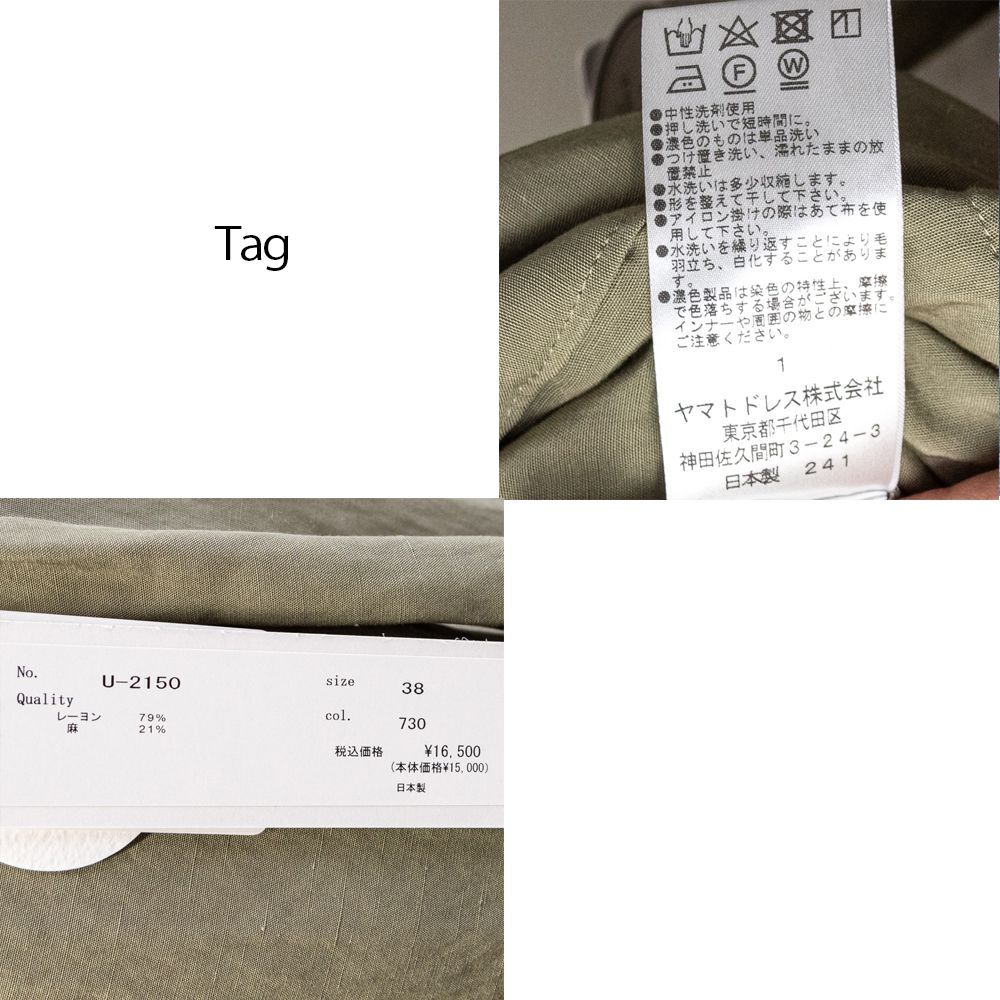 Tag
F
W
●中性洗剤使用
●押し洗いで短時間に。
●濃色のものは単品洗い
●つけ置き洗い、濡れたままの放
置禁止
●水洗いは多少収縮します。
●形を整えて干して下さい。
●アイロン掛けの際はあて布を使
用して下さい。
●水洗いを繰り返すことにより毛
羽立ち、白化することがありま
す。
●濃色製品は染色の特性上、摩擦
で色落ちする場合がございます。
インナーや周囲の物との摩擦に
ご注意ください。
1
ヤマトドレス株式会社
東京都千代田区
神田佐久間町3-24-3
日本製 241
No. U-2150 size 38
Quality
レーヨン 79% col. 730
麻 21%
税込価格 ¥16,500
(本体価格¥15,000)
日本製